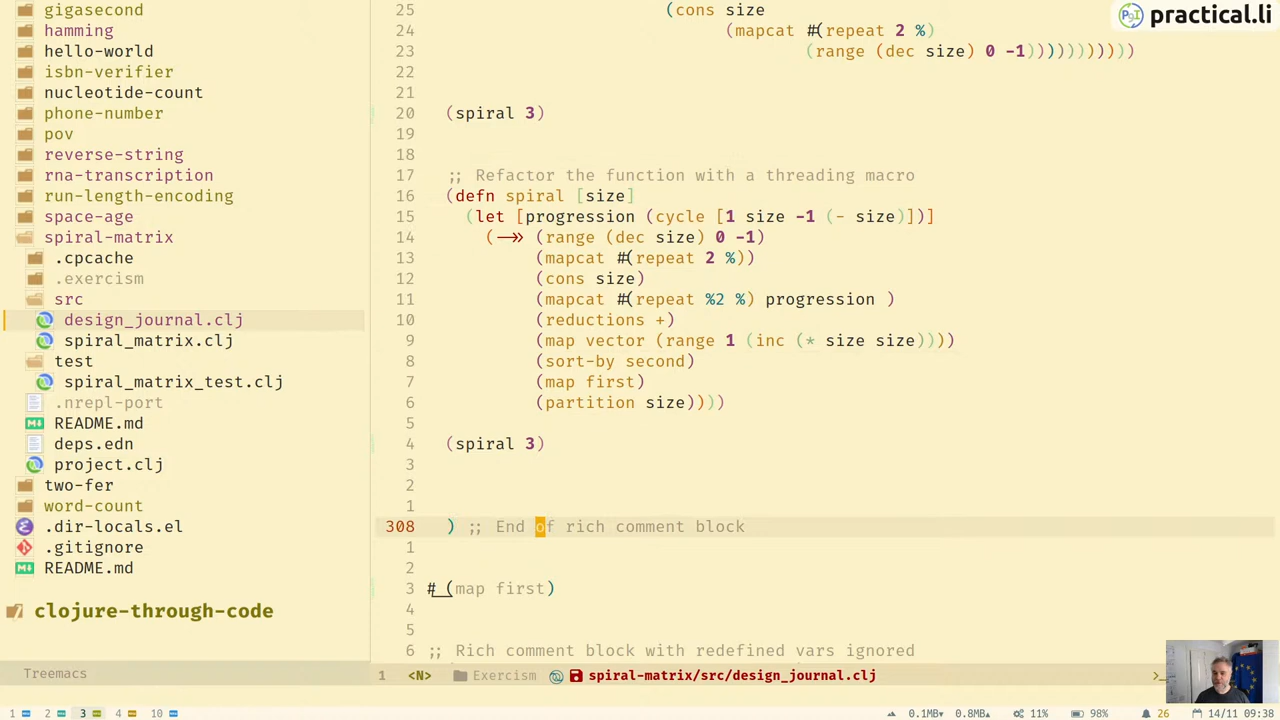 gigasecond
hamming
hello-world
isbn-verifier
nucleotide-count
phone-number
pov
reverse-string
rna-transcription
run-length-encoding
space-age
spiral-matrix
.cpcache
.exercism
src
design_journal.clj
spiral_matrix.clj
test
spiral_matrix_test.clj
.nrepl-port
README.md
deps.edn
project.clj
two-fer
word-count
.dir-locals.el
.gitignore
README.md
clojure-through-code
Treemacs
25 (cons size
24 (mapcat #(repeat 2 %)
23 (range (dec size) 0 -1))))))))))
22
21
20 (spiral 3)
19
18
17 ;; Refactor the function with a threading macro
16 (defn spiral [size]
15 (let [progression (cycle [1 size -1 (- size)])]
14 (->> (range (dec size) 0 -1)
13 (mapcat #(repeat 2 %))
12 (cons size)
11 (mapcat #(repeat %2 %) progression )
10 (reductions +)
9 (map vector (range 1 (inc (* size size))))
8 (sort-by second)
7 (map first)
6 (partition size))))
5
4 (spiral 3)
3
2
1
308 ) ;; End of rich comment block
1
2
3 #_(map first)
4
5
6 ;; Rich comment block with redefined vars ignored
practical.li
1 <N> Exercism spiral-matrix/src/design_journal.clj
1 2 3 4 10 0.1MB 0.8MB 11% 98% 26 14/11 09:38